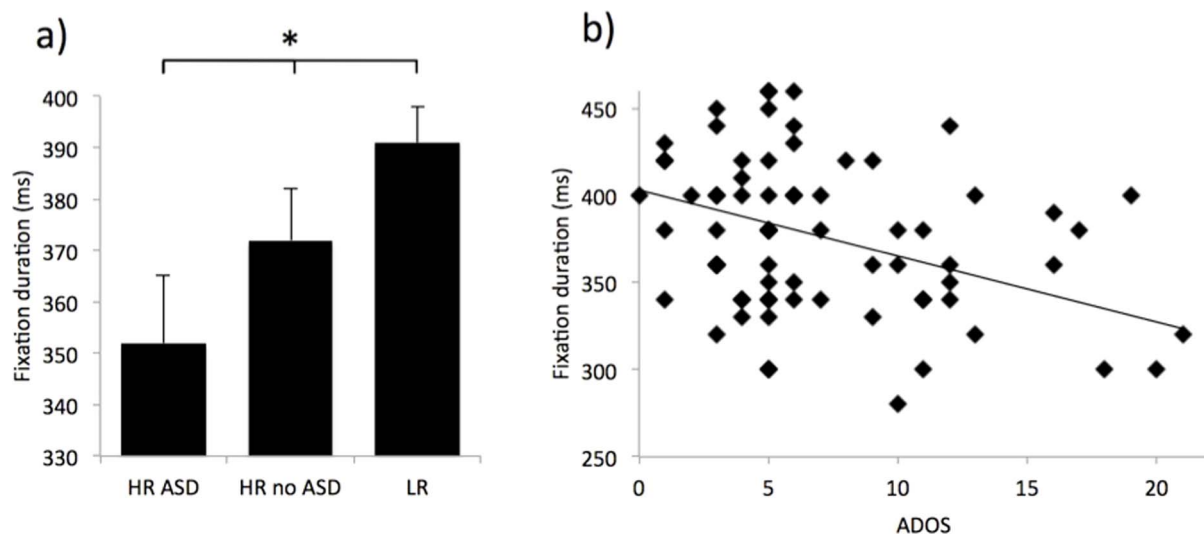 a)
*
Fixation duration (ms)
400
390
380
370
360
350
340
330
HR ASD HR no ASD LR
b)
Fixation duration (ms)
450
400
350
300
250
0 5 10 15 20
ADOS